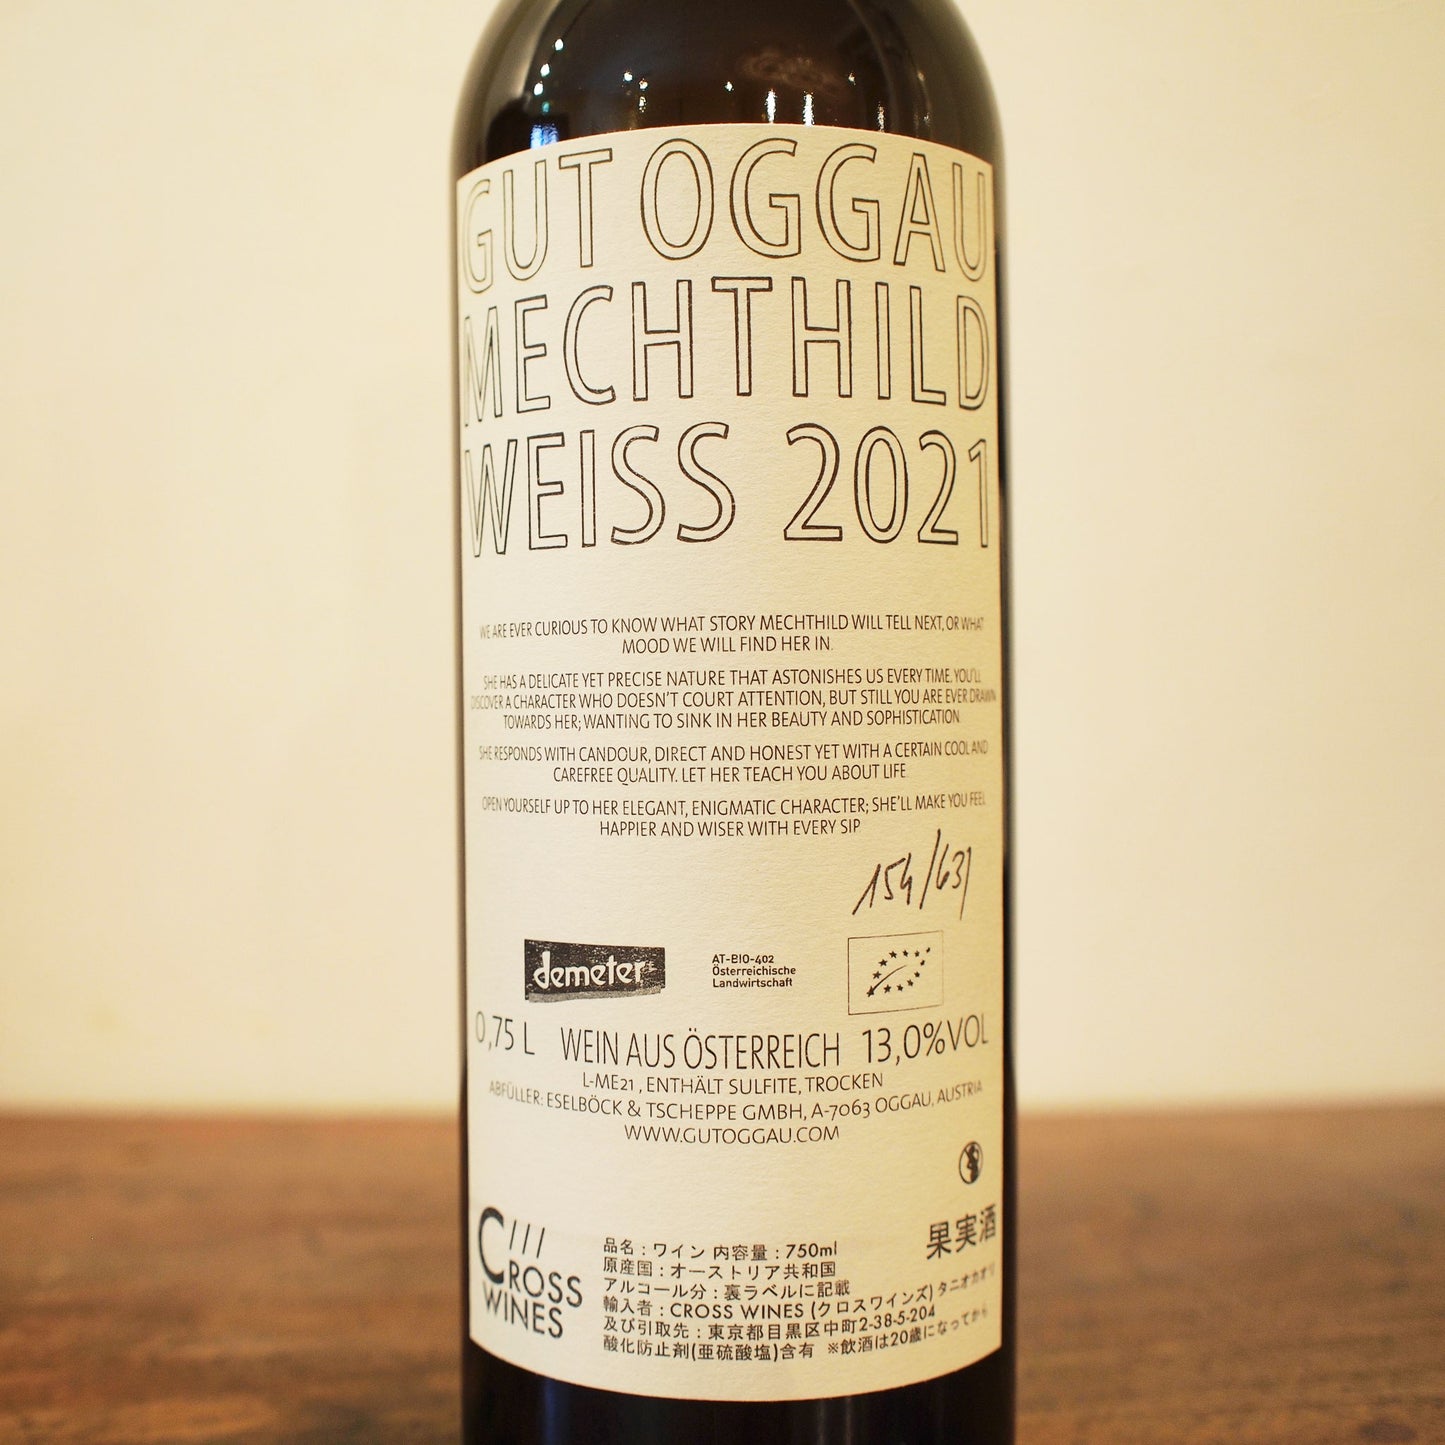 GUT OGGAU
MECHTHILD
WEISS 2021
WE ARE EVER CURIOUS TO KNOW WHAT STORY MECHTHILD WILL TELL NEXT, OR WHAT
MOOD WE WILL FIND HER IN.
SHE HAS A DELICATE YET PRECISE NATURE THAT ASTONISHES US EVERY TIME. YOU'LL
DISCOVER A CHARACTER WHO DOESN'T COURT ATTENTION, BUT STILL YOU ARE EVER DRAWN
TOWARDS HER; WANTING TO SINK IN HER BEAUTY AND SOPHISTICATION.
SHE RESPONDS WITH CANDOUR, DIRECT AND HONEST YET WITH A CERTAIN COOL AND
CAREFREE QUALITY. LET HER TEACH YOU ABOUT LIFE.
OPEN YOURSELF UP TO HER ELEGANT, ENIGMATIC CHARACTER; SHE'LL MAKE YOU FEEL
HAPPIER AND WISER WITH EVERY SIP
154/631
demeter
AT-BIO-402
Österreichische
Landwirtschaft
0,75 L WEIN AUS ÖSTERREICH 13,0%VOL
L-ME21 , ENTHÄLT SULFITE, TROCKEN
ABFÜLLER: ESELBÖCK & TSCHEPPE GMBH, A-7063 OGGAU, AUSTRIA
WWW.GUTOGGAU.COM
果実酒
CROSS
WINES
品名 : ワイン 内容量 : 750ml
原産国 : オーストリア共和国
アルコール分 : 裏ラベルに記載
輸入者 : CROSS WINES (クロスワインズ) タニオカオリ
及び引取先 : 東京都目黒区中町2-38-5-204
酸化防止剤(亜硫酸塩)含有 ※飲酒は20歳になってから